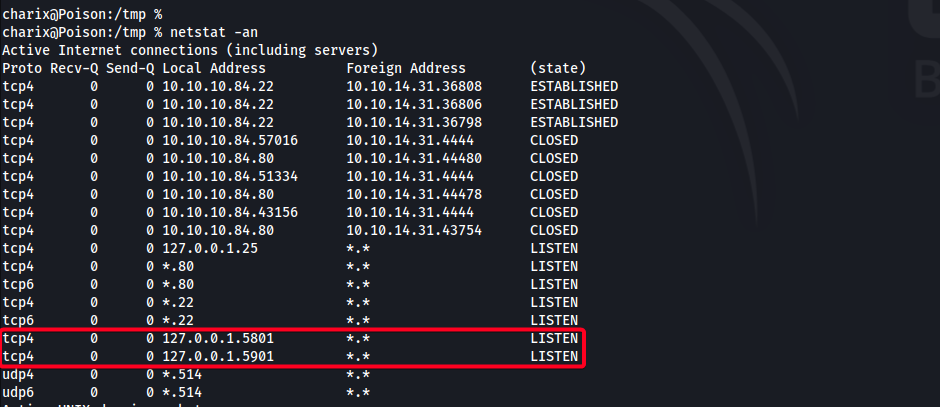 charix@Poison:/tmp %
charix@Poison:/tmp % netstat -an
Active Internet connections (including servers)
Proto Recv-Q Send-Q Local Address          Foreign Address        (state)
tcp4       0      0 10.10.10.84.22         10.10.14.31.36808      ESTABLISHED
tcp4       0      0 10.10.10.84.22         10.10.14.31.36806      ESTABLISHED
tcp4       0      0 10.10.10.84.22         10.10.14.31.36798      ESTABLISHED
tcp4       0      0 10.10.10.84.57016      10.10.14.31.4444       CLOSED
tcp4       0      0 10.10.10.84.80         10.10.14.31.44480      CLOSED
tcp4       0      0 10.10.10.84.51334      10.10.14.31.4444       CLOSED
tcp4       0      0 10.10.10.84.80         10.10.14.31.44478      CLOSED
tcp4       0      0 10.10.10.84.43156      10.10.14.31.4444       CLOSED
tcp4       0      0 10.10.10.84.80         10.10.14.31.43754      CLOSED
tcp4       0      0 127.0.0.1.25           *.*                    LISTEN
tcp4       0      0 *.80                   *.*                    LISTEN
tcp6       0      0 *.80                   *.*                    LISTEN
tcp4       0      0 *.22                   *.*                    LISTEN
tcp6       0      0 *.22                   *.*                    LISTEN
tcp4       0      0 127.0.0.1.5801         *.*                    LISTEN
tcp4       0      0 127.0.0.1.5901         *.*                    LISTEN
udp4       0      0 *.514                  *.*
udp6       0      0 *.514                  *.*